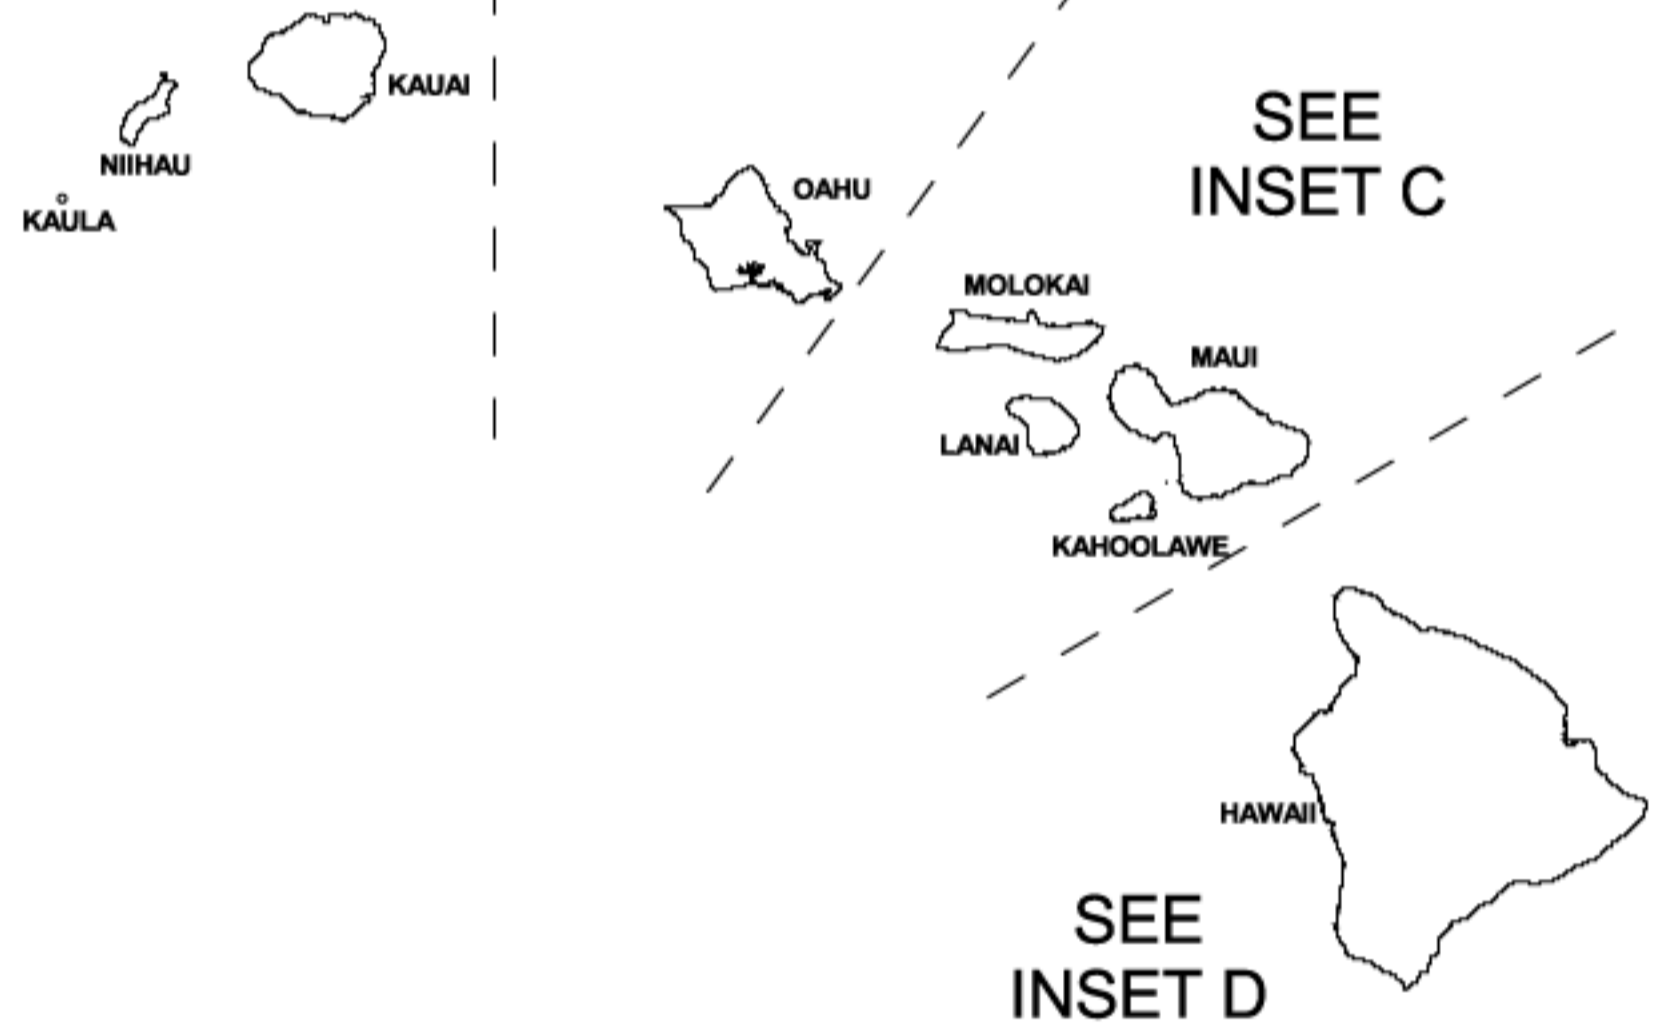 KAUAI
NIIHAU
KAULA
OAHU
SEE
INSET C
MOLOKAI
MAUI
LANAI
KAHOOLAWE
HAWAII
SEE
INSET D